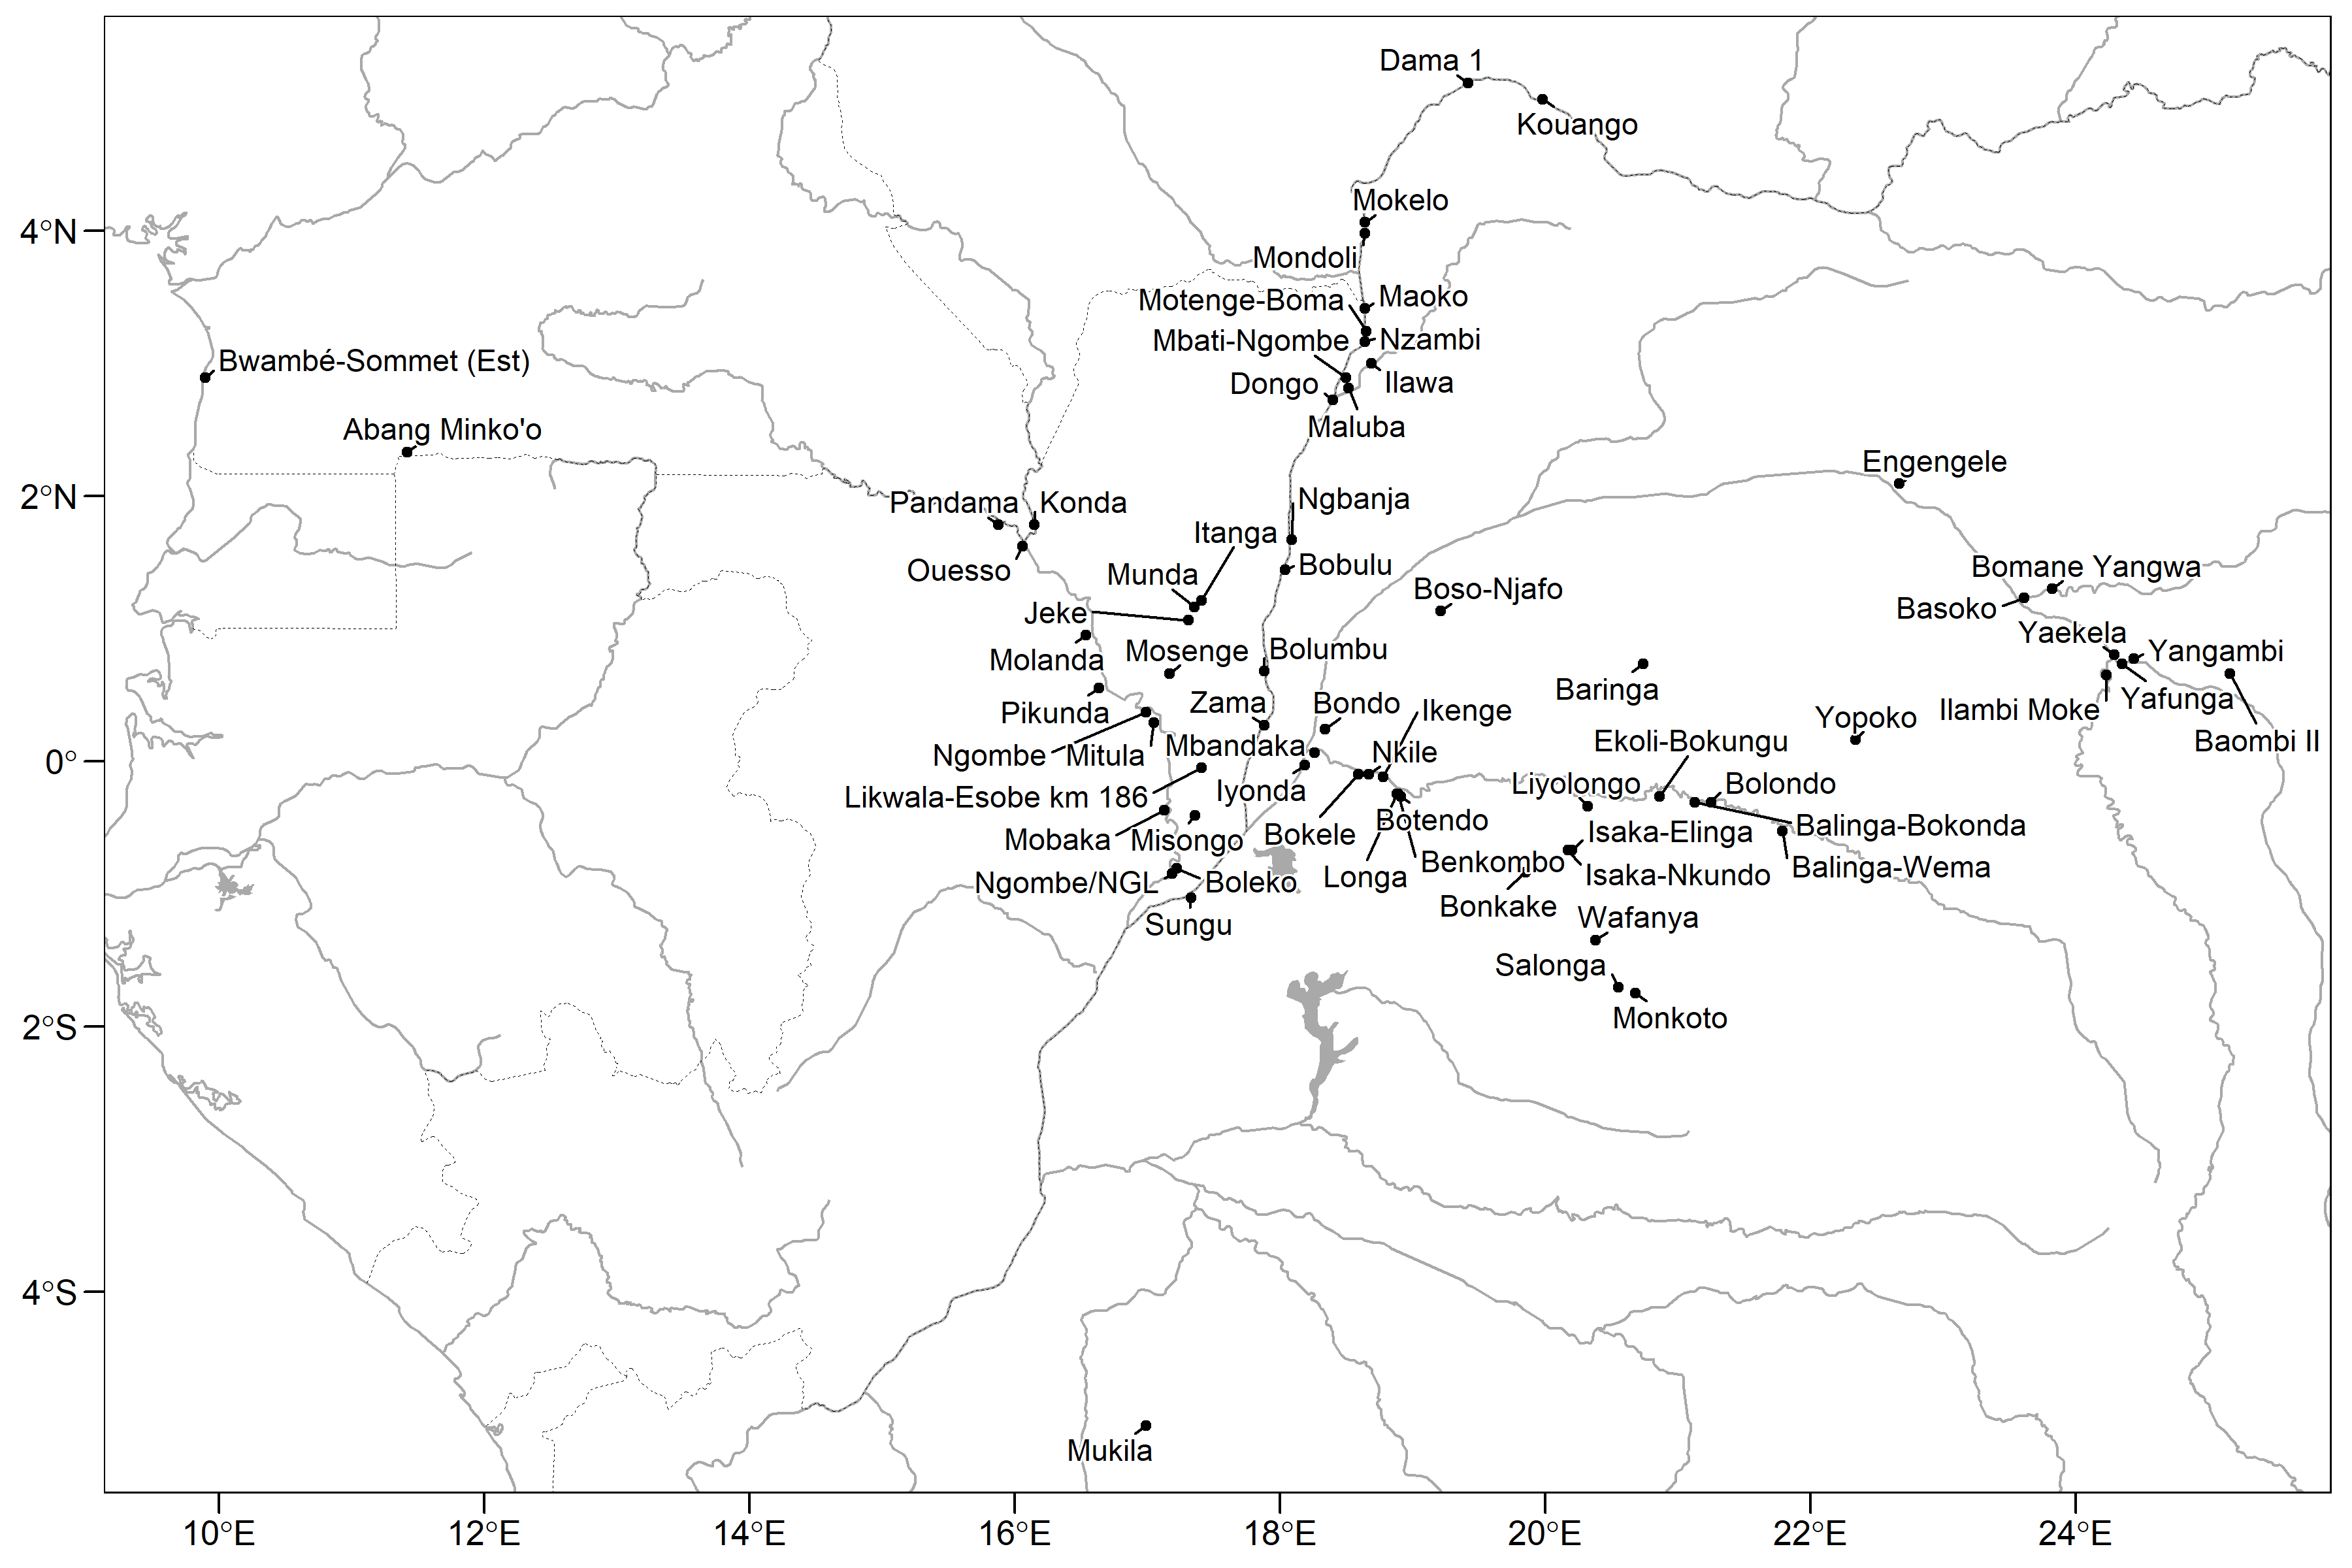 Dama 1
Kouango
Mokelo
4°N
Mondoli
Motenge-Boma
Maoko
Mbati-Ngombe
Nzambi
Bwambé-Sommet (Est)
Dongo
Ilawa
Maluba
Abang Minko'o
Engengele
2°N
Pandama
Konda
Ngbanja
Itanga
Ouesso
Munda
Bobulu
Bomane Yangwa
Jeke
Boso-Njafo
Basoko
Molanda
Mosenge
Bolumbu
Yaekela
Yangambi
Baringa
Pikunda
Zama
Bondo
Ikenge
Ilambi Moke
Yafunga
Yopoko
Ngombe
Mitula
Mbandaka
Nkile
Ekoli-Bokungu
Baombi II
0°
Likwala-Esobe km 186
Iyonda
Liyolongo
Bolondo
Mobaka
Misongo
Bokele
Botendo
Isaka-Elinga
Balinga-Bokonda
Ngombe/NGL
Boleko
Longa
Benkombo
Isaka-Nkundo
Balinga-Wema
Sungu
Bonkake
Wafanya
Salonga
Monkoto
2°S
4°S
Mukila
10°E
12°E
14°E
16°E
18°E
20°E
22°E
24°E